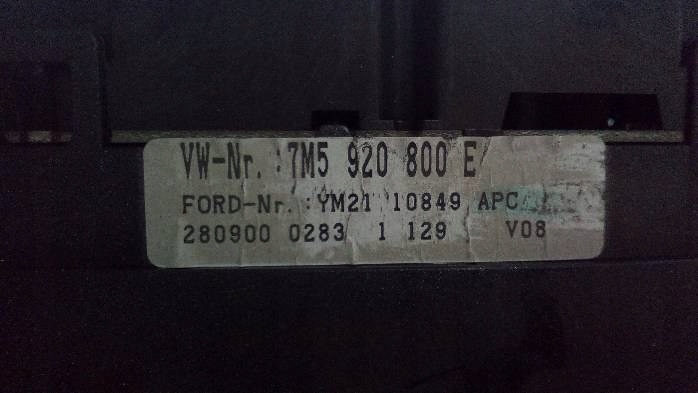 VW-Nr. :7M5 920 800 E
FORD-Nr. :YM21 10849 APC
280900 0283 1 129 V08